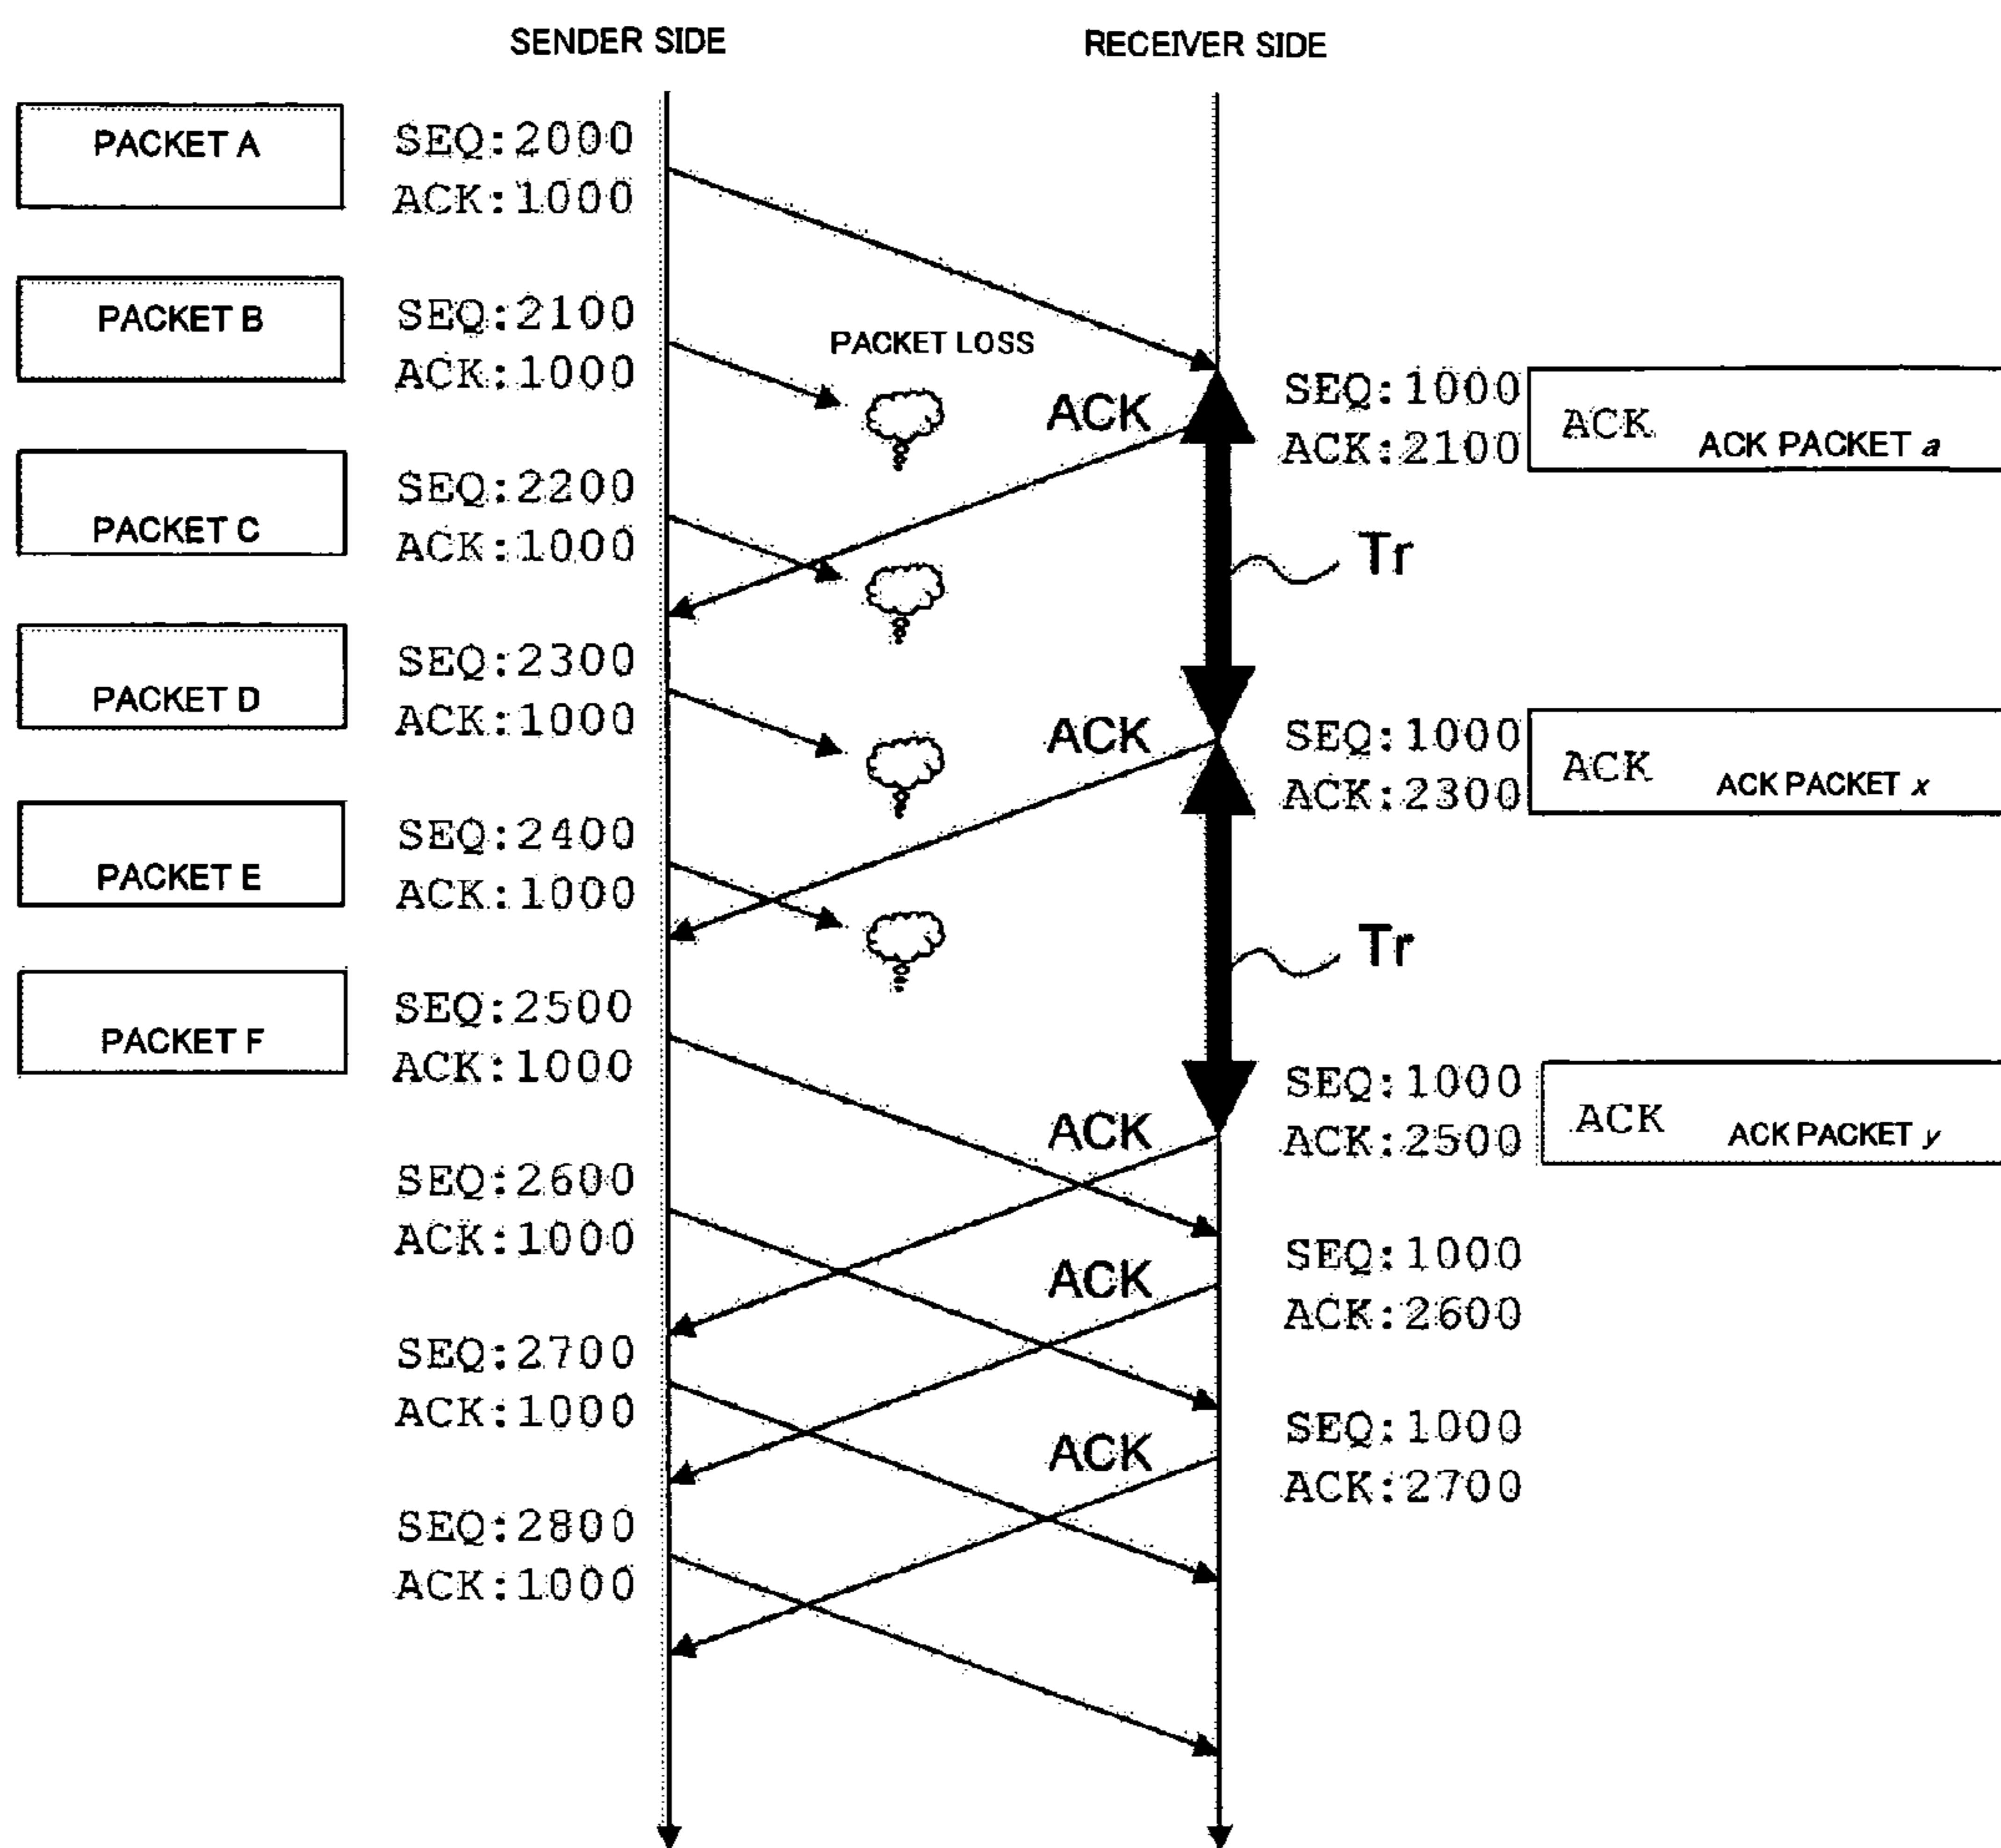 SENDER SIDE
RECEIVER SIDE
PACKET A
SEQ:2000
ACK:1000
PACKET B
SEQ:2100
ACK:1000
PACKET LOSS
ACK
SEQ:1000
ACK:2100
ACK
ACK PACKET a
PACKET C
SEQ:2200
ACK:1000
Tr
PACKET D
SEQ:2300
ACK:1000
ACK
SEQ:1000
ACK:2300
ACK
ACK PACKET x
PACKET E
SEQ:2400
ACK:1000
Tr
PACKET F
SEQ:2500
ACK:1000
ACK
SEQ:1000
ACK:2500
ACK
ACK PACKET y
SEQ:2600
ACK:1000
ACK
SEQ:1000
ACK:2600
SEQ:2700
ACK:1000
ACK
SEQ:1000
ACK:2700
SEQ:2800
ACK:1000